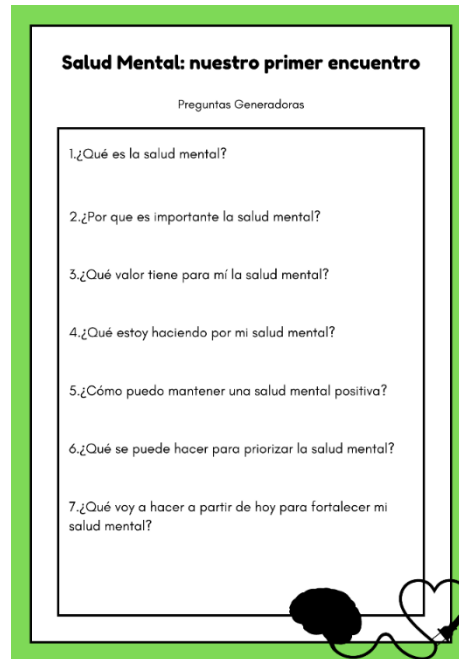 Salud Mental: nuestro primer encuentro
Preguntas Generadoras
1.¿Qué es la salud mental?
2.¿Por que es importante la salud mental?
3.¿Qué valor tiene para mí la salud mental?
4.¿Qué estoy haciendo por mi salud mental?
5.¿Cómo puedo mantener una salud mental positiva?
6.¿Qué se puede hacer para priorizar la salud mental?
7.¿Qué voy a hacer a partir de hoy para fortalecer mi
salud mental?